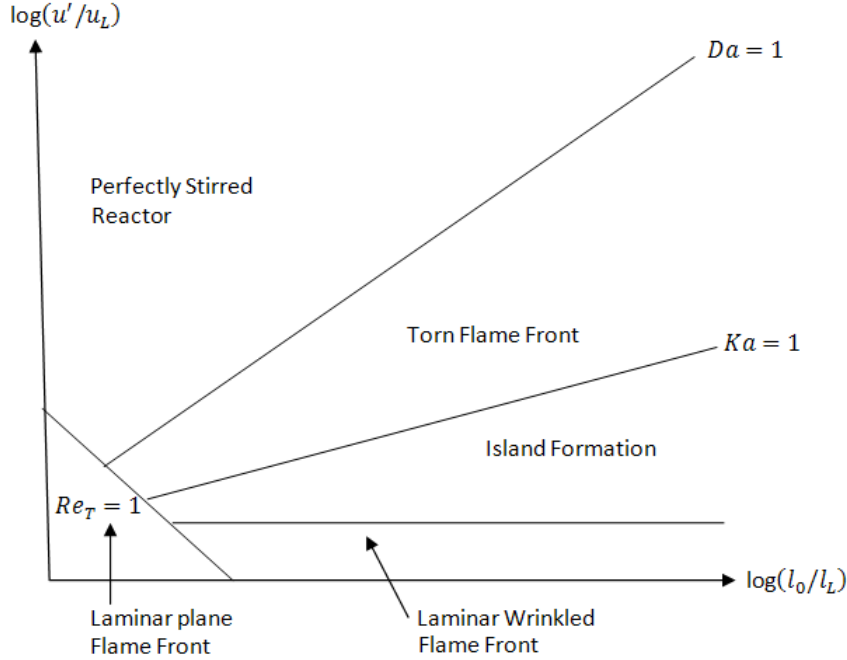 log(u'/u_L)
Da = 1
Perfectly Stirred
Reactor
Torn Flame Front
Ka = 1
Island Formation
Re_T = 1
log(l_0/l_L)
Laminar plane
Flame Front
Laminar Wrinkled
Flame Front